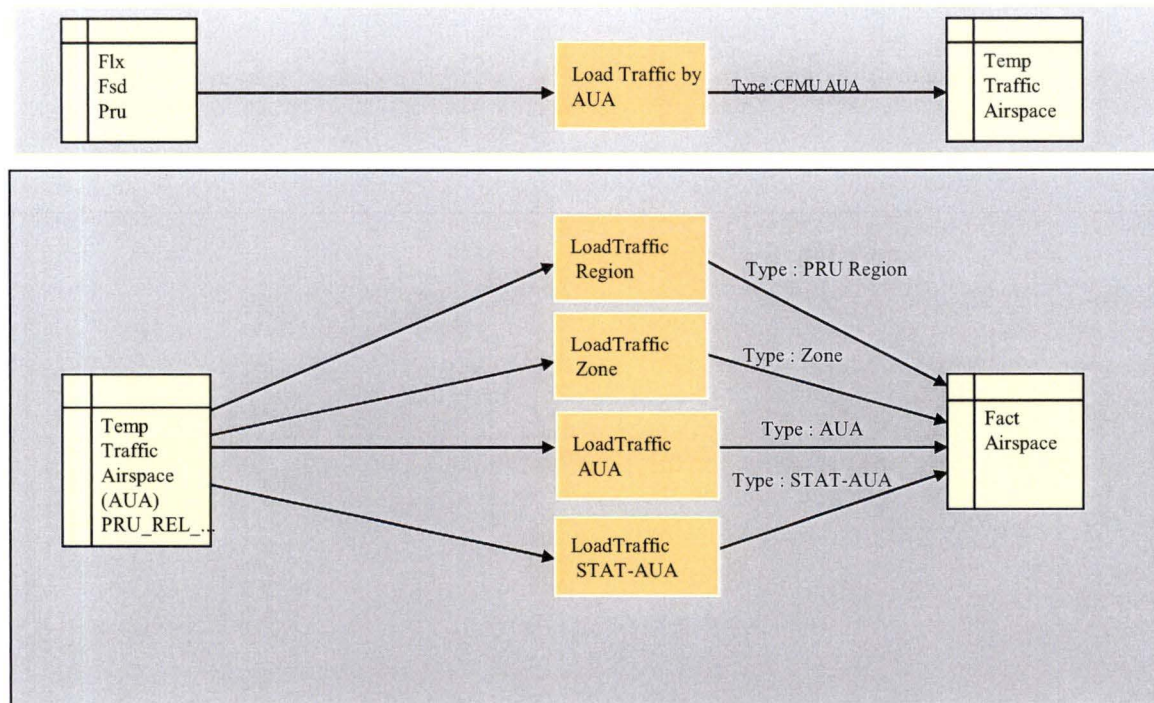 Flx
Fsd
Pru
Load Traffic by
AUA
Type :CFMU AUA
Temp
Traffic
Airspace
LoadTraffic
Region
Type : PRU Region
LoadTraffic
Zone
Type : Zone
Temp
Traffic
Airspace
(AUA)
PRU_REL_...
LoadTraffic
AUA
Type : AUA
Fact
Airspace
Type : STAT-AUA
LoadTraffic
STAT-AUA